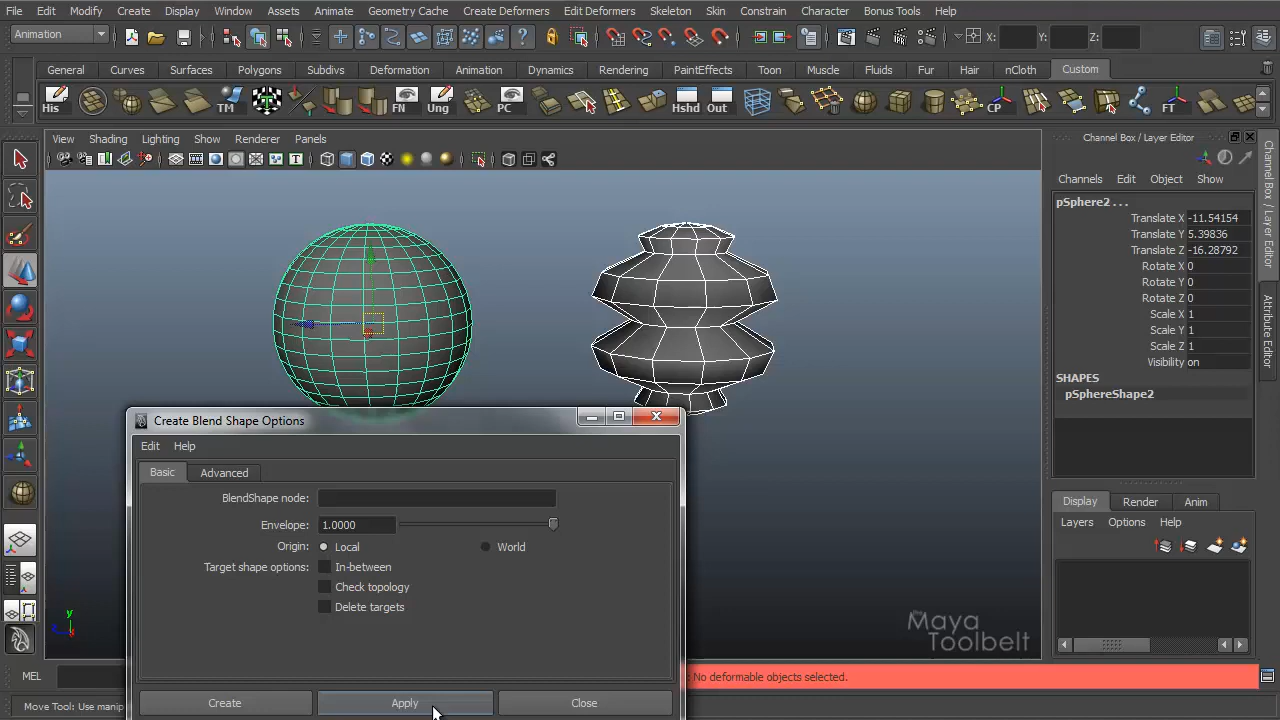 File Edit Modify Create Display Window Assets Animate Geometry Cache Create Deformers Edit Deformers Skeleton Skin Constrain Character Bonus Tools Help
Animation X: Y: Z:
General Curves Surfaces Polygons Subdivs Deformation Animation Dynamics Rendering PaintEffects Toon Muscle Fluids Fur Hair nCloth Custom
His TM FN Ung PC Hshd Out CP FT
View Shading Lighting Show Renderer Panels
Channel Box / Layer Editor
Channels Edit Object Show
pSphere2 . . .
Translate X -11.54154
Translate Y 5.39836
Translate Z -16.28792
Rotate X 0
Rotate Y 0
Rotate Z 0
Scale X 1
Scale Y 1
Scale Z 1
Visibility on
SHAPES
pSphereShape2
Channel Box / Layer Editor
Attribute Editor
Display Render Anim
Layers Options Help
Create Blend Shape Options
Edit Help
Basic Advanced
BlendShape node:
Envelope: 1.0000
Origin: Local World
Target shape options: In-between
Check topology
Delete targets
Create Apply Close
y
the Maya
Toolbelt
MEL
: No deformable objects selected.
Move Tool: Use manip